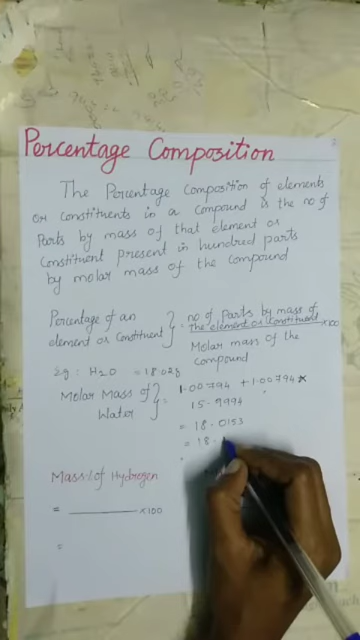 Percentage Composition
The Percentage Composition of elements
or constituents in a compound is the no of
Parts by mass of that element or
Constituent present in hundred parts
by molar mass of the compound
Percentage of an
element or Constituent } = no of Parts by mass of
the element or Constituent ×100
Molar mass of the
compound
Eg: H2O = 18.02g
Molar Mass of
Water } = 1.00794 + 1.00794 +
15.9994
= 18.0153
= 18.
Mass % of Hydrogen
= ×100
=